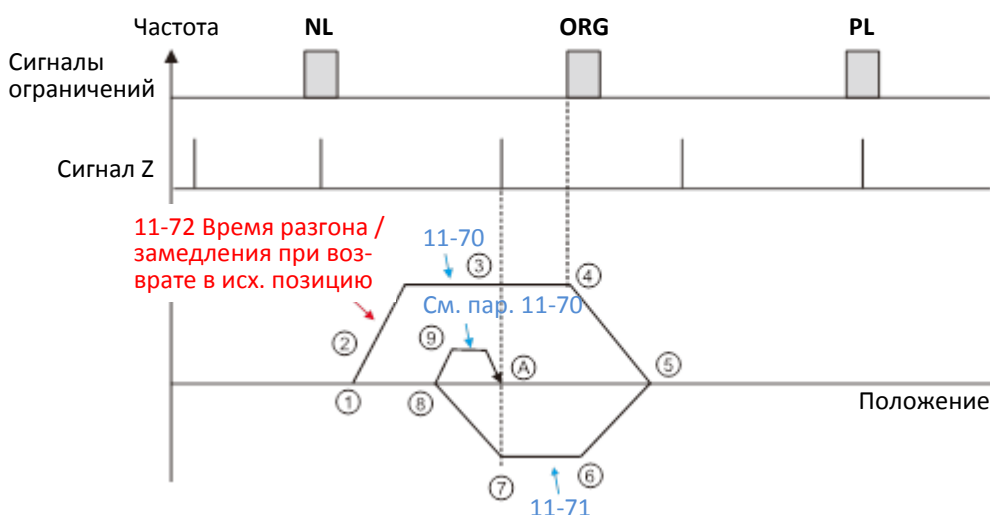 Частота
NL
ORG
PL
Сигналы
ограничений
Сигнал Z
11-72 Время разгона /
замедления при воз-
врате в исх. позицию
11-70
3
4
См. пар. 11-70
2
9
A
5
1
8
Положение
7
6
11-71